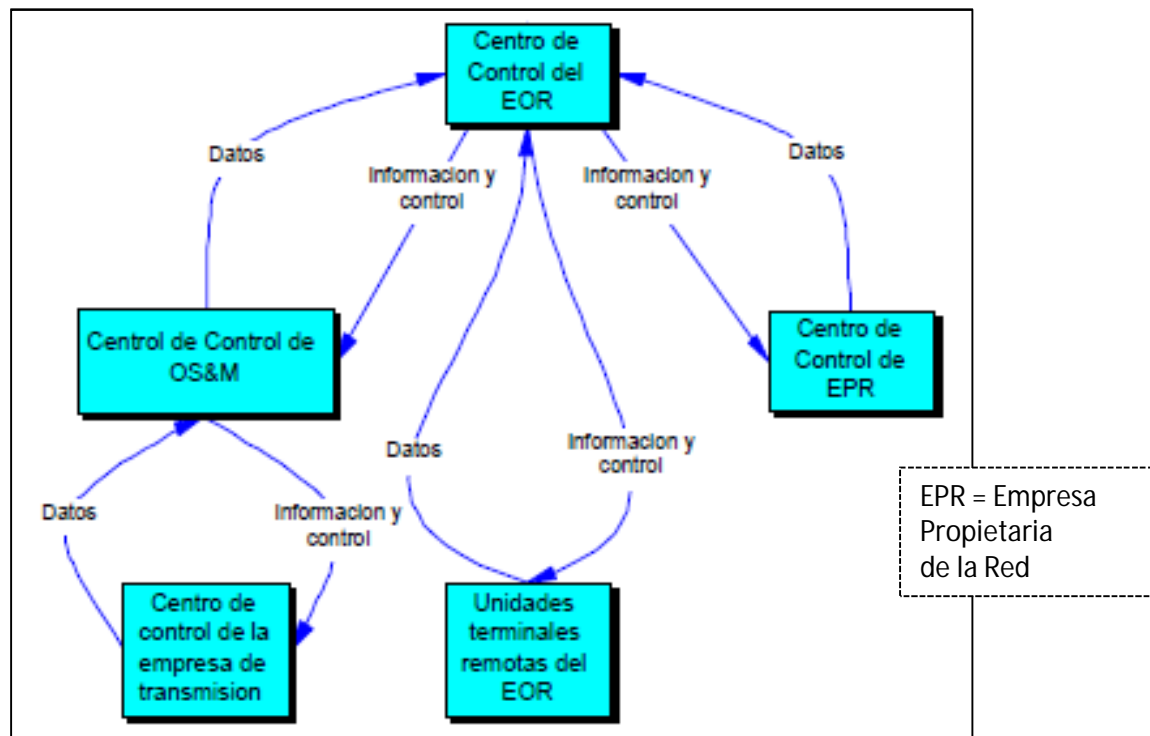 Centro de
Control del
EOR
Datos
Informacion y
control
Informacion y
control
Datos
Central de Control de
OS&M
Centro de
Control de
EPR
Datos
Informacion y
control
EPR = Empresa
Propietaria
de la Red
Datos
Informacion y
control
Centro de
control de la
empresa de
transmision
Unidades
terminales
remotas del
EOR